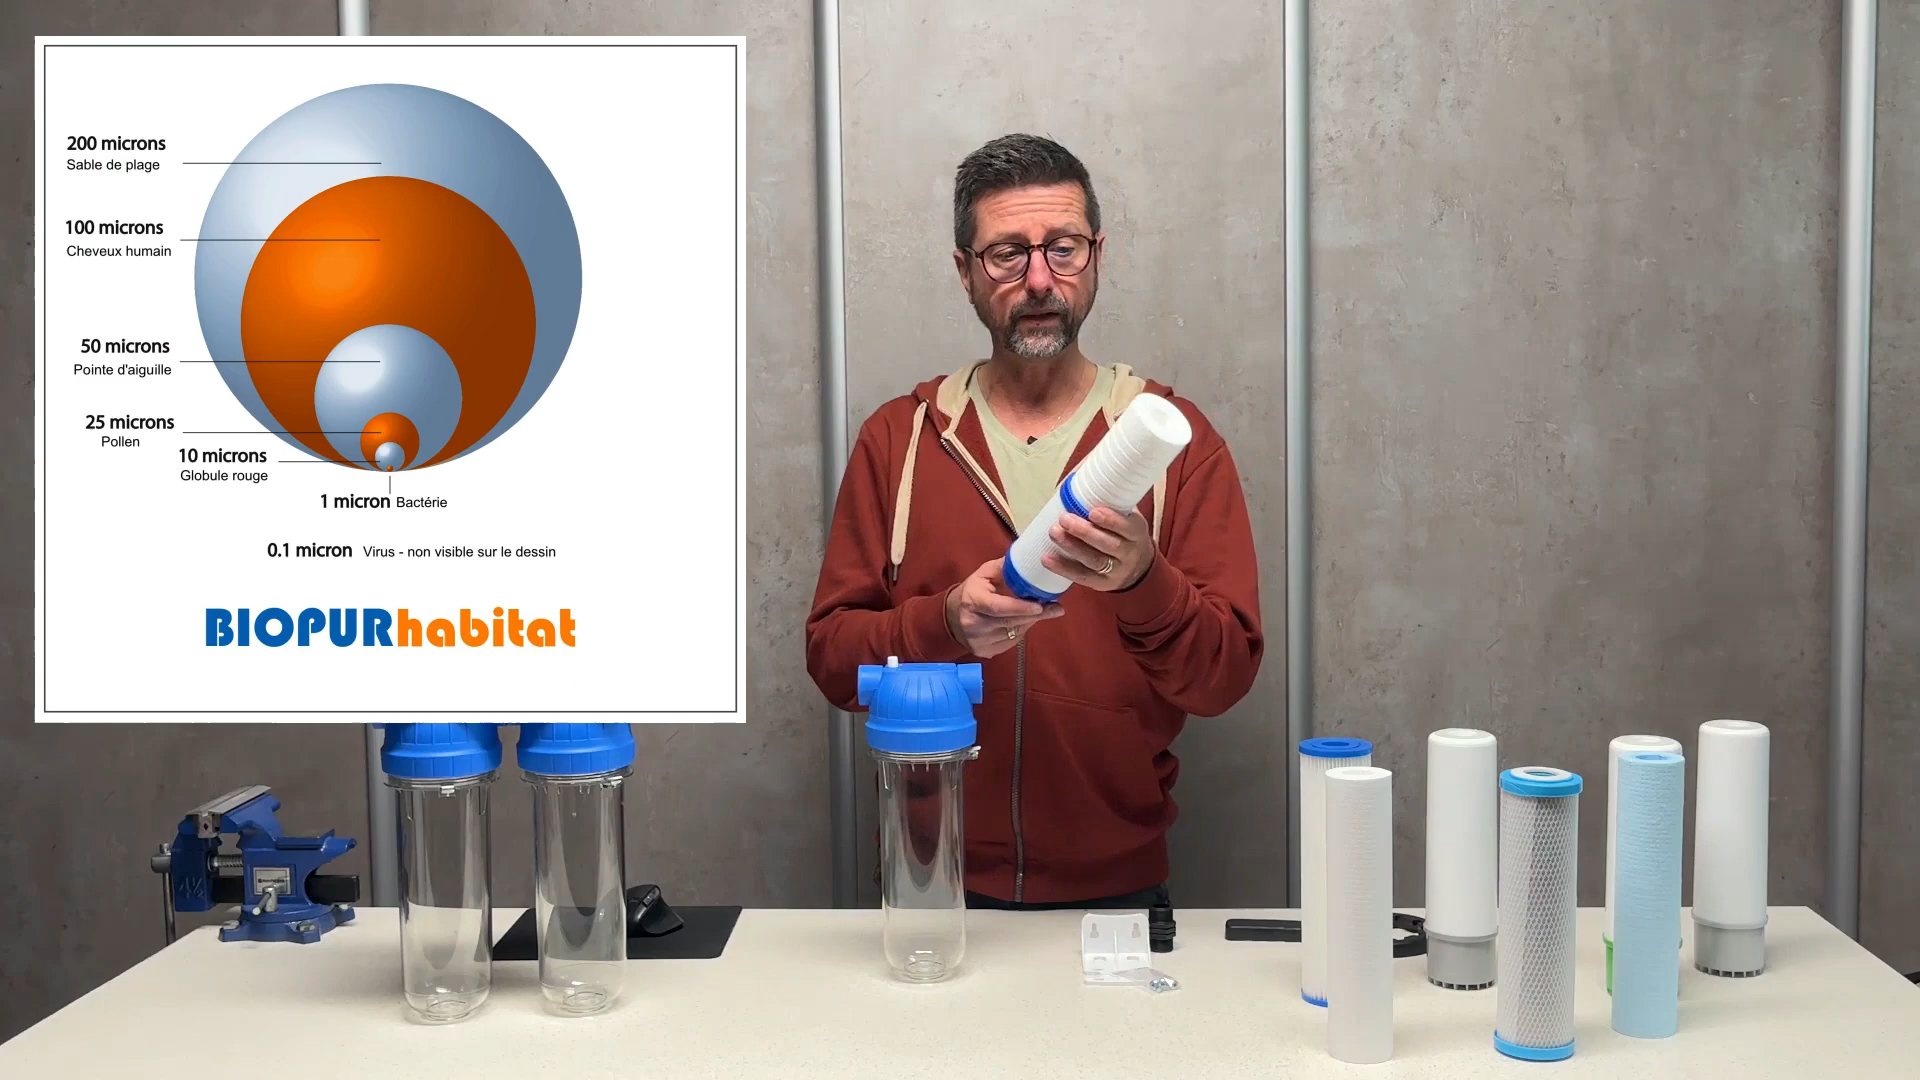 200 microns
Sable de plage
100 microns
Cheveux humain
50 microns
Pointe d'aiguille
25 microns
Pollen
10 microns
Globule rouge
1 micron Bactérie
0.1 micron Virus - non visible sur le dessin
BIOPURhabitat